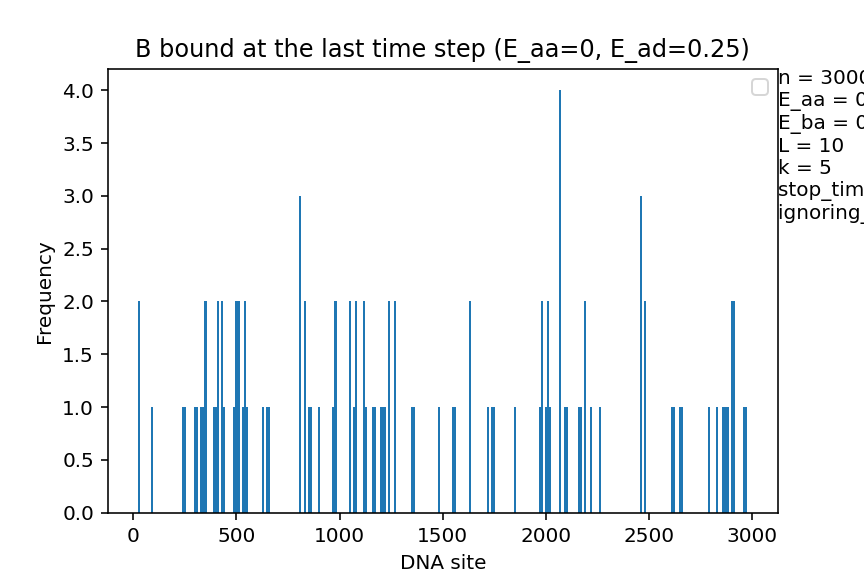 B bound at the last time step (E_aa=0, E_ad=0.25)
n = 3000
E_aa = 0
E_ba = 0
L = 10
k = 5
stop_tim
ignoring_
4.0
3.5
3.0
2.5
2.0
1.5
1.0
0.5
0.0
Frequency
0 500 1000 1500 2000 2500 3000
DNA site